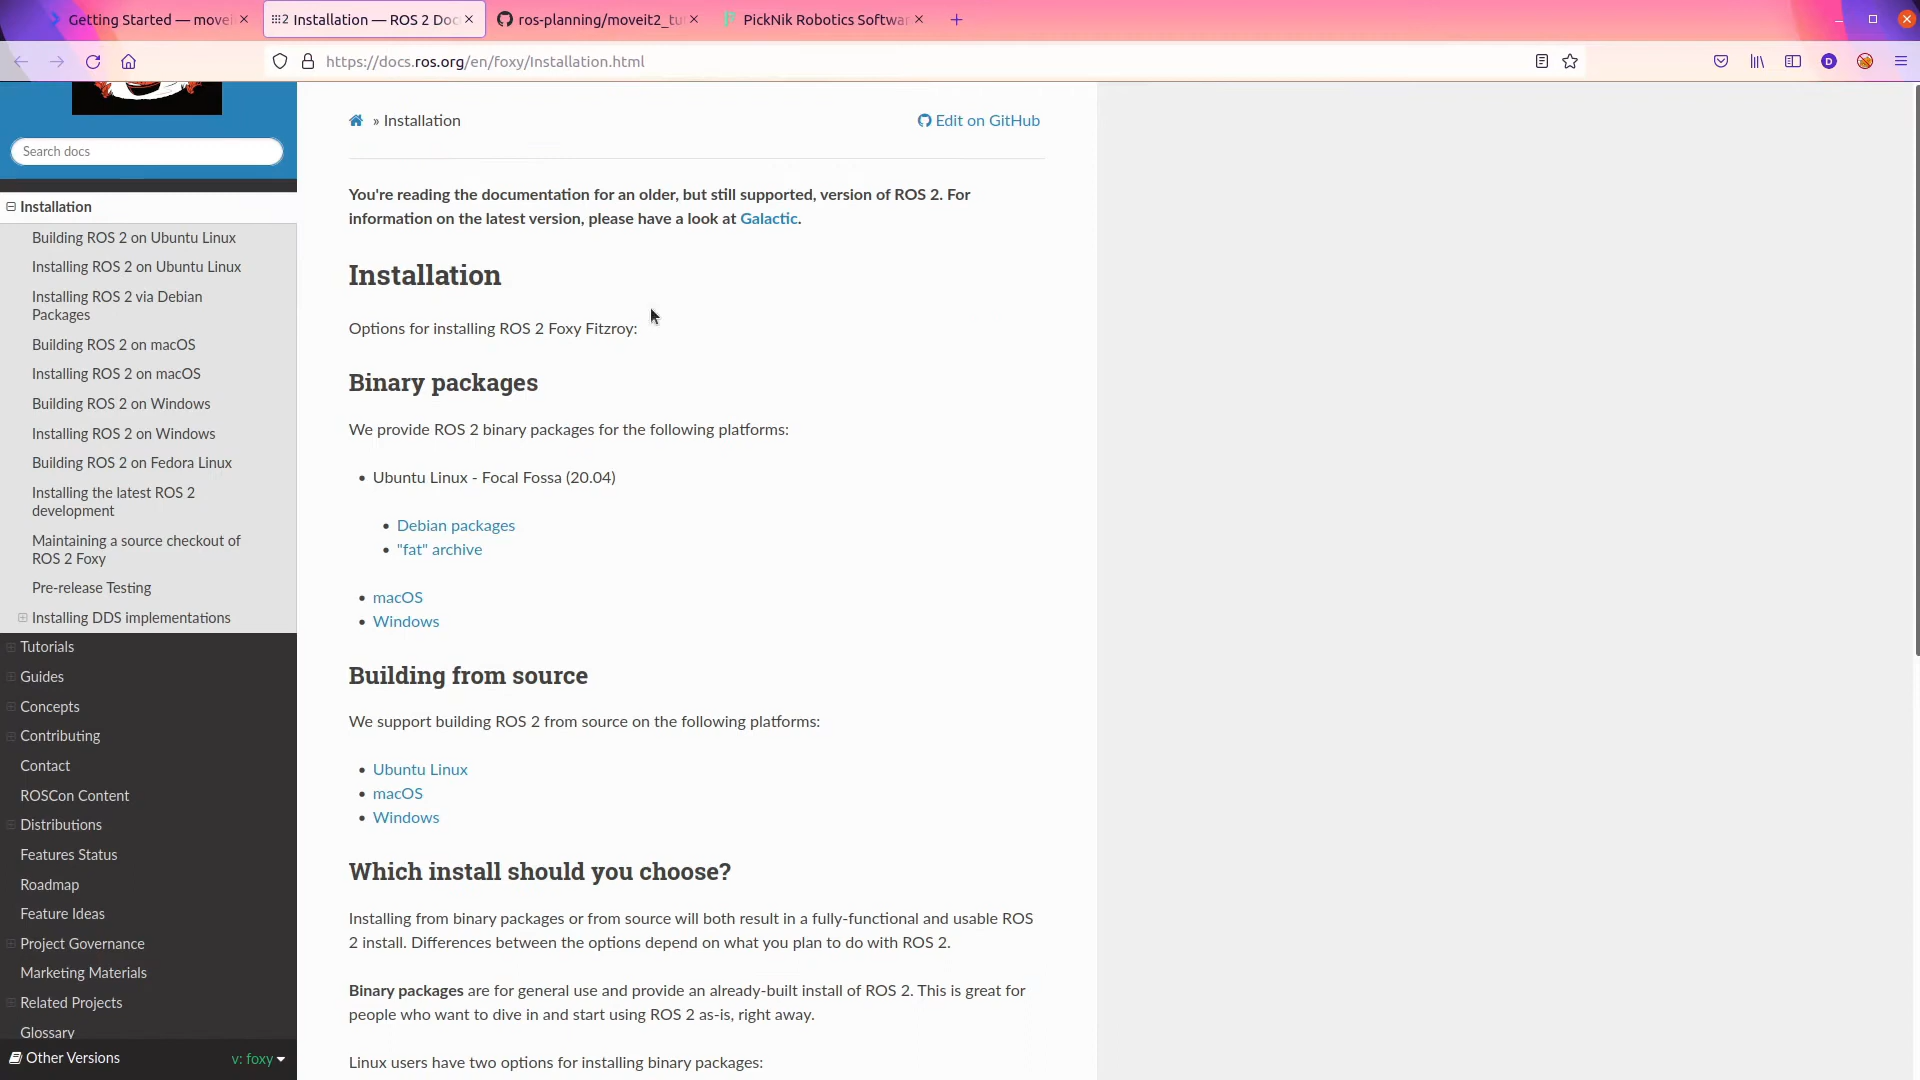 Getting Started — movei
Installation — ROS 2 Doc
ros-planning/moveit2_tu
PickNik Robotics Softwar
https://docs.ros.org/en/foxy/Installation.html
D
Search docs
Installation
Building ROS 2 on Ubuntu Linux
Installing ROS 2 on Ubuntu Linux
Installing ROS 2 via Debian
Packages
Building ROS 2 on macOS
Installing ROS 2 on macOS
Building ROS 2 on Windows
Installing ROS 2 on Windows
Building ROS 2 on Fedora Linux
Installing the latest ROS 2
development
Maintaining a source checkout of
ROS 2 Foxy
Pre-release Testing
Installing DDS implementations
Tutorials
Guides
Concepts
Contributing
Contact
ROSCon Content
Distributions
Features Status
Roadmap
Feature Ideas
Project Governance
Marketing Materials
Related Projects
Glossary
Other Versions
v: foxy
» Installation
Edit on GitHub
You're reading the documentation for an older, but still supported, version of ROS 2. For
information on the latest version, please have a look at Galactic.
Installation
Options for installing ROS 2 Foxy Fitzroy:
Binary packages
We provide ROS 2 binary packages for the following platforms:
• Ubuntu Linux - Focal Fossa (20.04)
• Debian packages
• "fat" archive
• macOS
• Windows
Building from source
We support building ROS 2 from source on the following platforms:
• Ubuntu Linux
• macOS
• Windows
Which install should you choose?
Installing from binary packages or from source will both result in a fully-functional and usable ROS
2 install. Differences between the options depend on what you plan to do with ROS 2.
Binary packages are for general use and provide an already-built install of ROS 2. This is great for
people who want to dive in and start using ROS 2 as-is, right away.
Linux users have two options for installing binary packages: